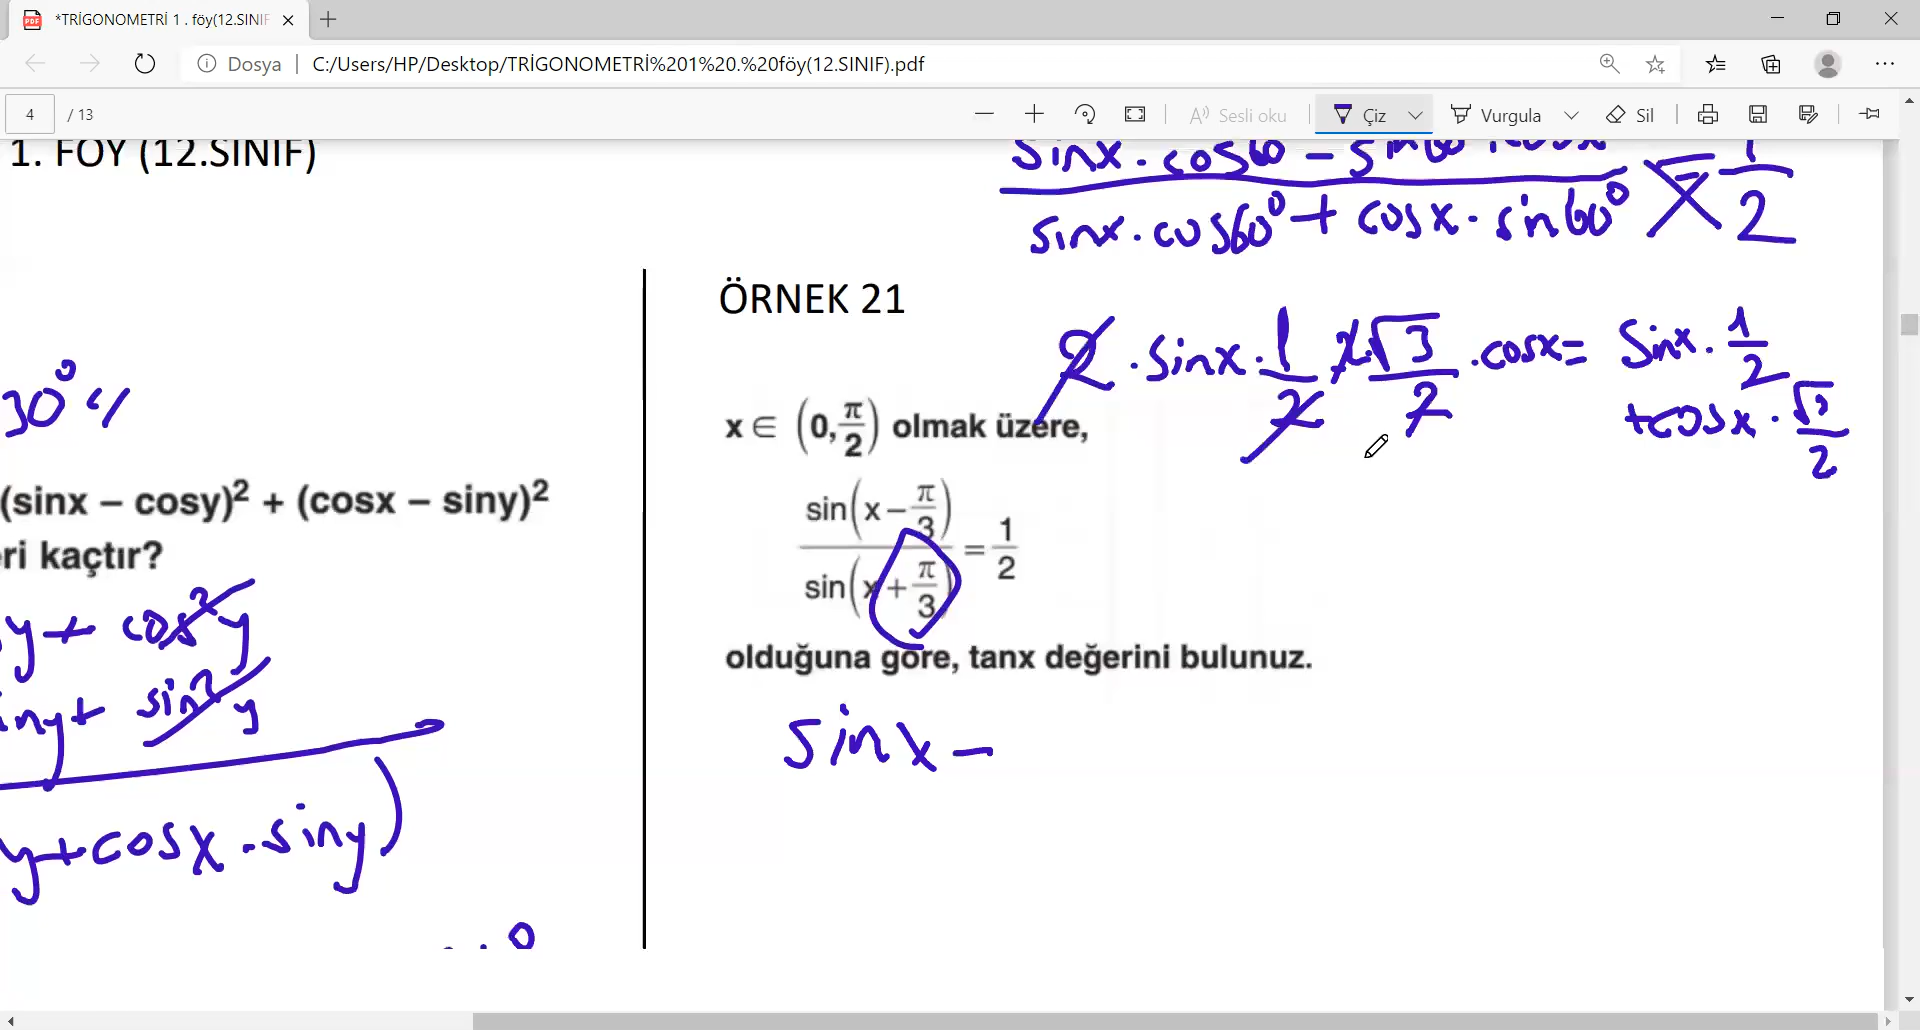 *TRİGONOMETRİ 1 . föy(12.SINIF
Dosya | C:/Users/HP/Desktop/TRİGONOMETRİ%201%20.%20föy(12.SINIF).pdf
4 / 13
Sesli oku Çiz Vurgula Sil
1. FÖY (12.SINIF)
sinx . cos60 - sin60 . cosx
sinx . cos60° + cosx . sin60°
= 1/2
30°
(sinx – cosy)² + (cosx – siny)²
ri kaçtır?
y + cos²y
iny + sin²y
y + cosx . siny)
ÖRNEK 21
2 . sinx . 1/2 - 2 . √3/2 . cosx = sinx . 1/2
+ cosx . √3/2
x ∈ (0, π/2) olmak üzere,
sin(x – π/3) / sin(x + π/3) = 1/2
olduğuna göre, tanx değerini bulunuz.
sinx –